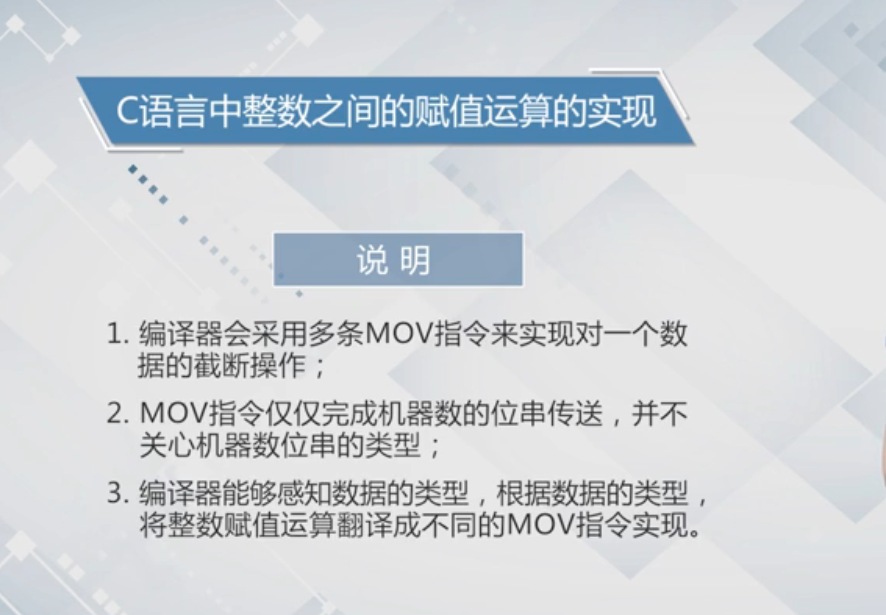 C语言中整数之间的赋值运算的实现
说 明
1. 编译器会采用多条MOV指令来实现对一个数
据的截断操作；
2. MOV指令仅仅完成机器数的位串传送，并不
关心机器数位串的类型；
3. 编译器能够感知数据的类型，根据数据的类型，
将整数赋值运算翻译成不同的MOV指令实现。